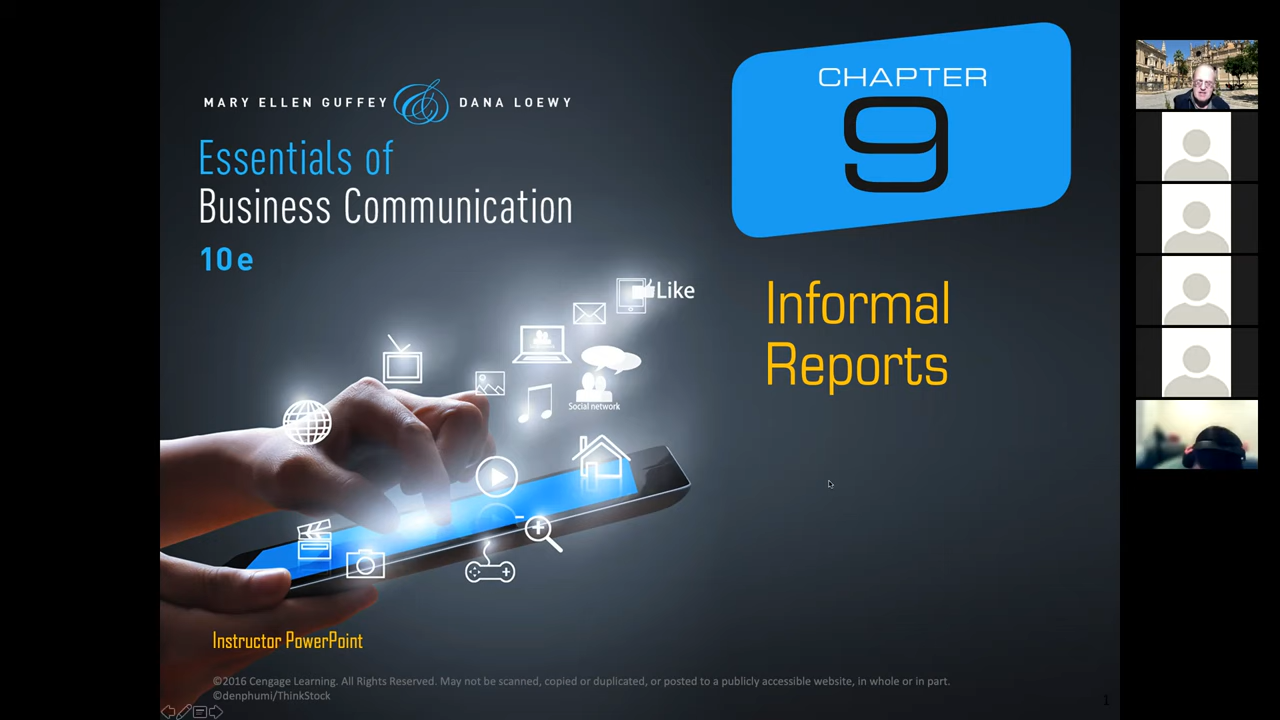 MARY ELLEN GUFFEY DANA LOEWY
Essentials of
Business Communication
10e
CHAPTER
9
Informal
Reports
Like
Social network
Instructor PowerPoint
©2016 Cengage Learning. All Rights Reserved. May not be scanned, copied or duplicated, or posted to a publicly accessible website, in whole or in part.
©denphumi/ThinkStock
1